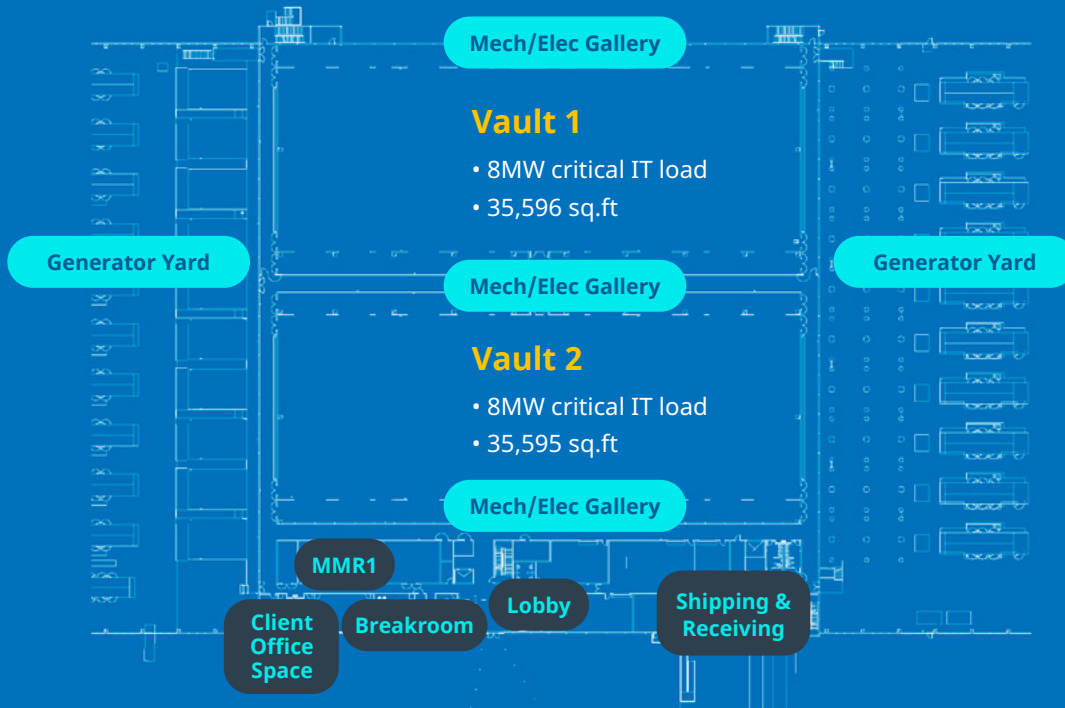 Mech/Elec Gallery
Vault 1
• 8MW critical IT load
• 35,596 sq.ft
Generator Yard
Generator Yard
Mech/Elec Gallery
Vault 2
• 8MW critical IT load
• 35,595 sq.ft
Mech/Elec Gallery
MMR1
Client
Office
Space
Breakroom
Lobby
Shipping &
Receiving